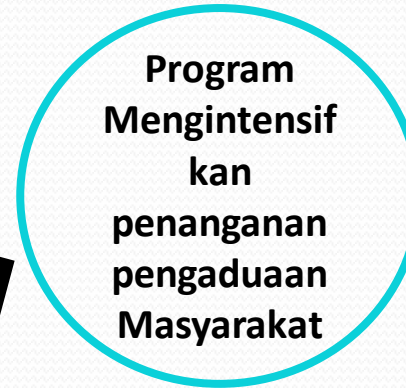 Program
Mengintensif
kan
penanganan
pengaduaan
Masyarakat